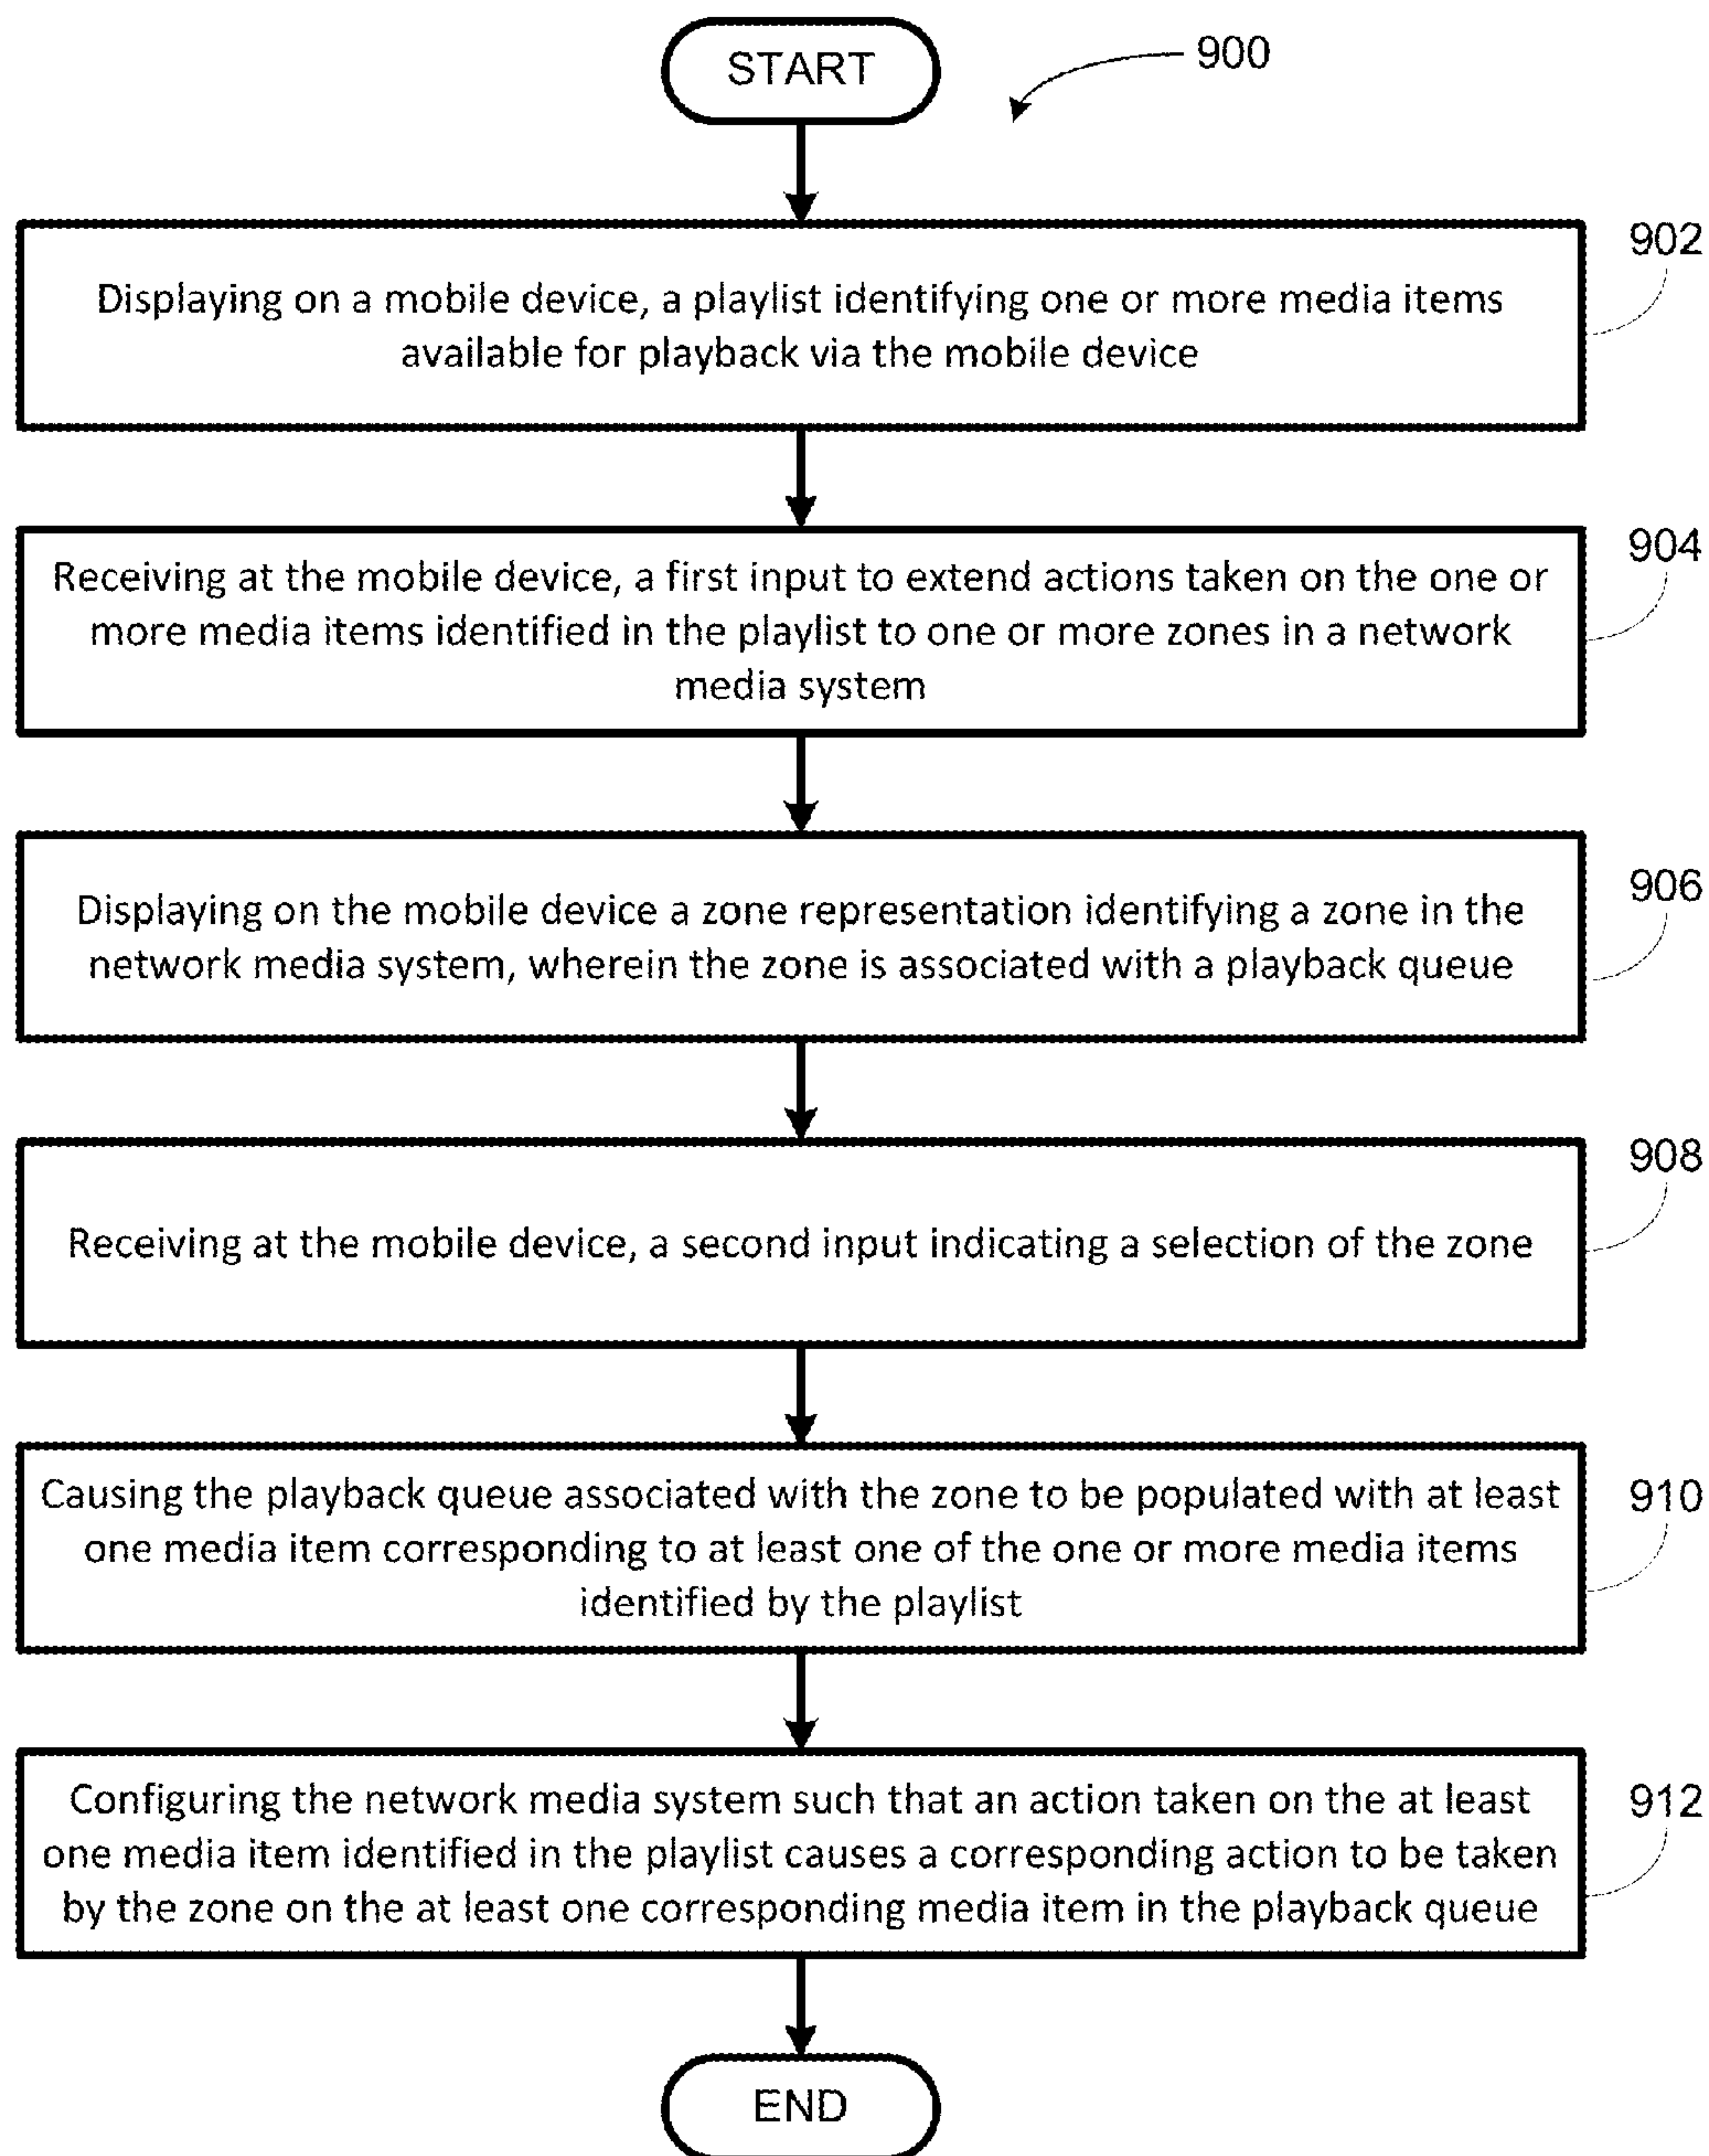 START
900
902
Displaying on a mobile device, a playlist identifying one or more media items
available for playback via the mobile device
904
Receiving at the mobile device, a first input to extend actions taken on the one or
more media items identified in the playlist to one or more zones in a network
media system
906
Displaying on the mobile device a zone representation identifying a zone in the
network media system, wherein the zone is associated with a playback queue
908
Receiving at the mobile device, a second input indicating a selection of the zone
910
Causing the playback queue associated with the zone to be populated with at least
one media item corresponding to at least one of the one or more media items
identified by the playlist
912
Configuring the network media system such that an action taken on the at least
one media item identified in the playlist causes a corresponding action to be taken
by the zone on the at least one corresponding media item in the playback queue
END